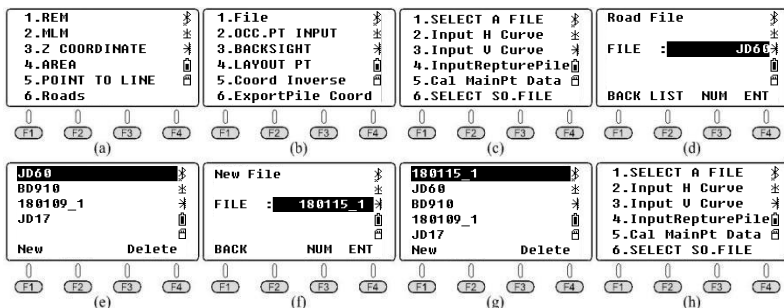 1.REM
2.MLM
3.Z COORDINATE
4.AREA
5.POINT TO LINE
6.Roads
F1 F2 F3 F4
(a)
1.File
2.OCC.PT INPUT
3.BACKSIGHT
4.LAYOUT PT
5.Coord Inverse
6.ExportPile Coord
F1 F2 F3 F4
(b)
1.SELECT A FILE
2.Input H Curve
3.Input V Curve
4.InputRepturePile
5.Cal MainPt Data
6.SELECT SO.FILE
F1 F2 F3 F4
(c)
Road File
FILE : JD60
BACK LIST NUM ENT
F1 F2 F3 F4
(d)
JD60
BD910
180109_1
JD17
New Delete
F1 F2 F3 F4
(e)
New File
FILE : 180115_1
BACK NUM ENT
F1 F2 F3 F4
(f)
180115_1
JD60
BD910
180109_1
JD17
New Delete
F1 F2 F3 F4
(g)
1.SELECT A FILE
2.Input H Curve
3.Input V Curve
4.InputRepturePile
5.Cal MainPt Data
6.SELECT SO.FILE
F1 F2 F3 F4
(h)